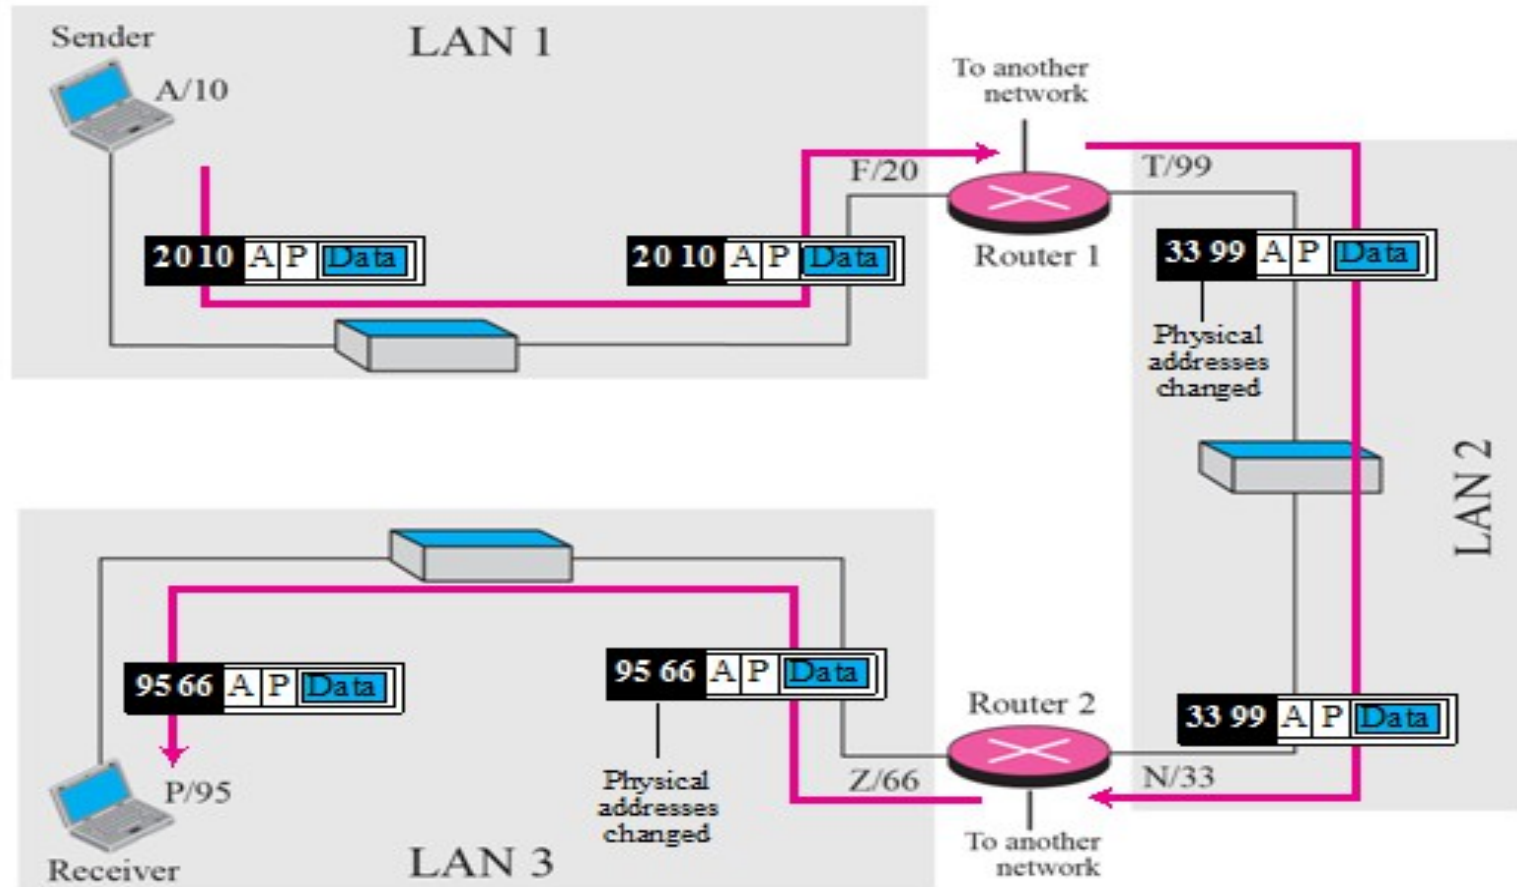 Sender
LAN 1
A/10
To another
network
F/20
T/99
20 10 A P Data
20 10 A P Data
Router 1
33 99 A P Data
Physical
addresses
changed
LAN 2
95 66 A P Data
95 66 A P Data
Router 2
33 99 A P Data
P/95
Physical
addresses
changed
Z/66
N/33
To another
network
Receiver
LAN 3